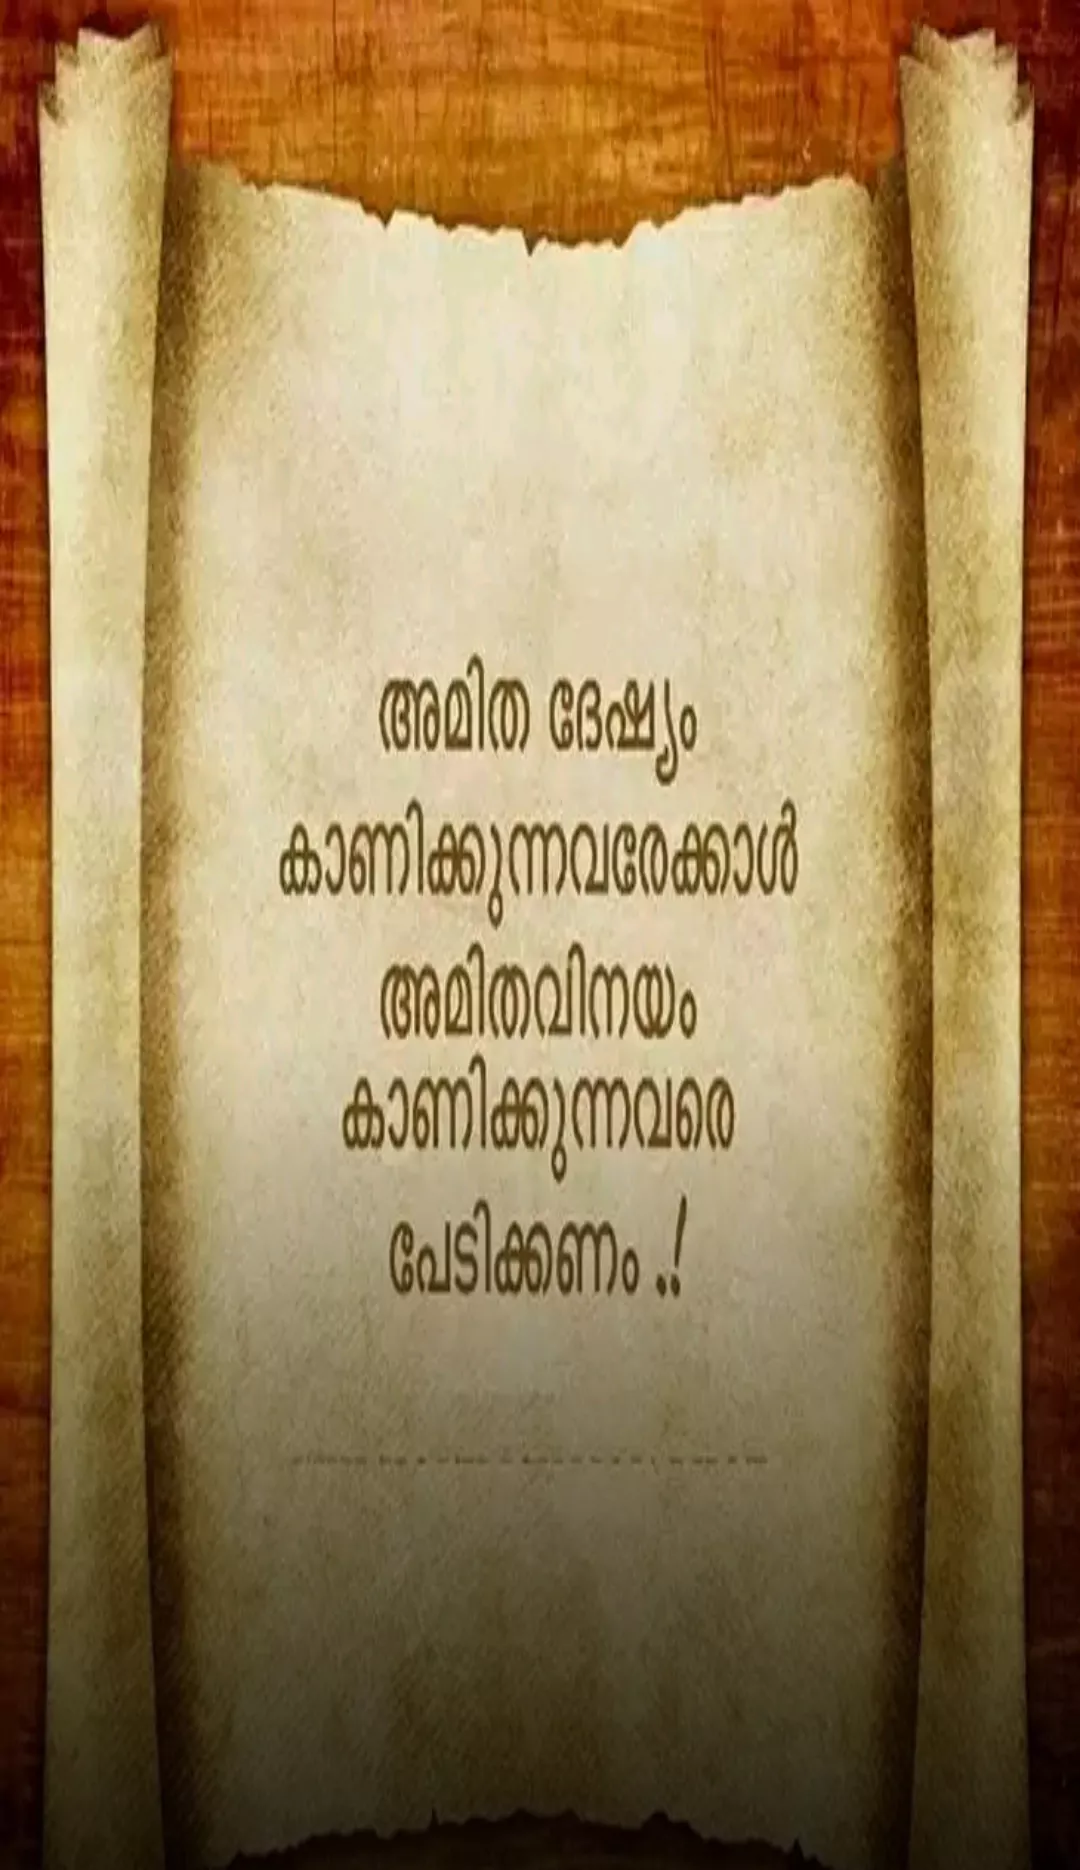 അമിത ദേഷ്യം
കാണിക്കുന്നവരേക്കാൾ
അമിതവിനയം
കാണിക്കുന്നവരെ
പേടിക്കണം ..!